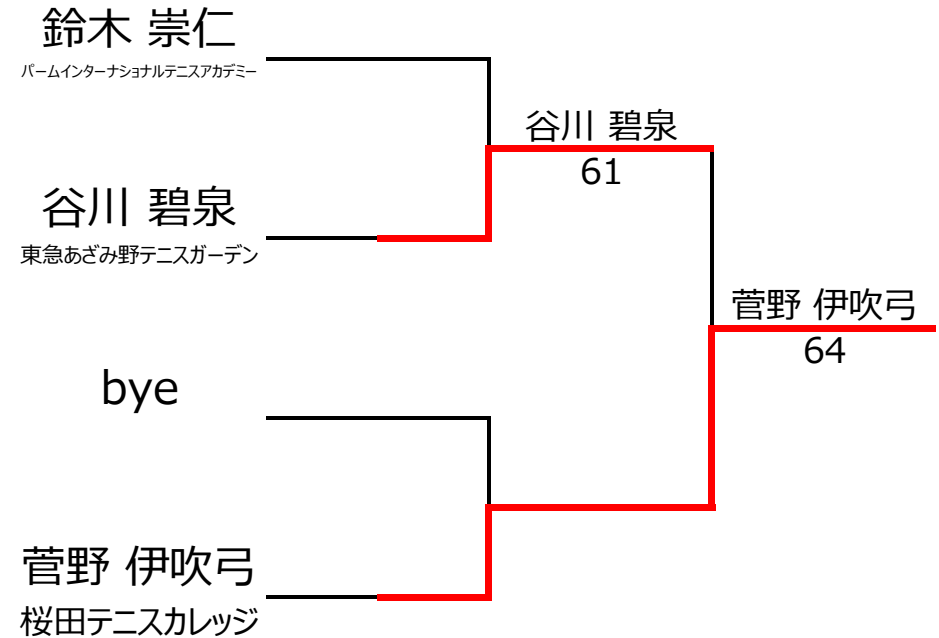 鈴木 崇仁
パームインターナショナルテニスアカデミー
谷川 碧泉
61
谷川 碧泉
東急あざみ野テニスガーデン
菅野 伊吹弓
64
bye
菅野 伊吹弓
桜田テニスカレッジ